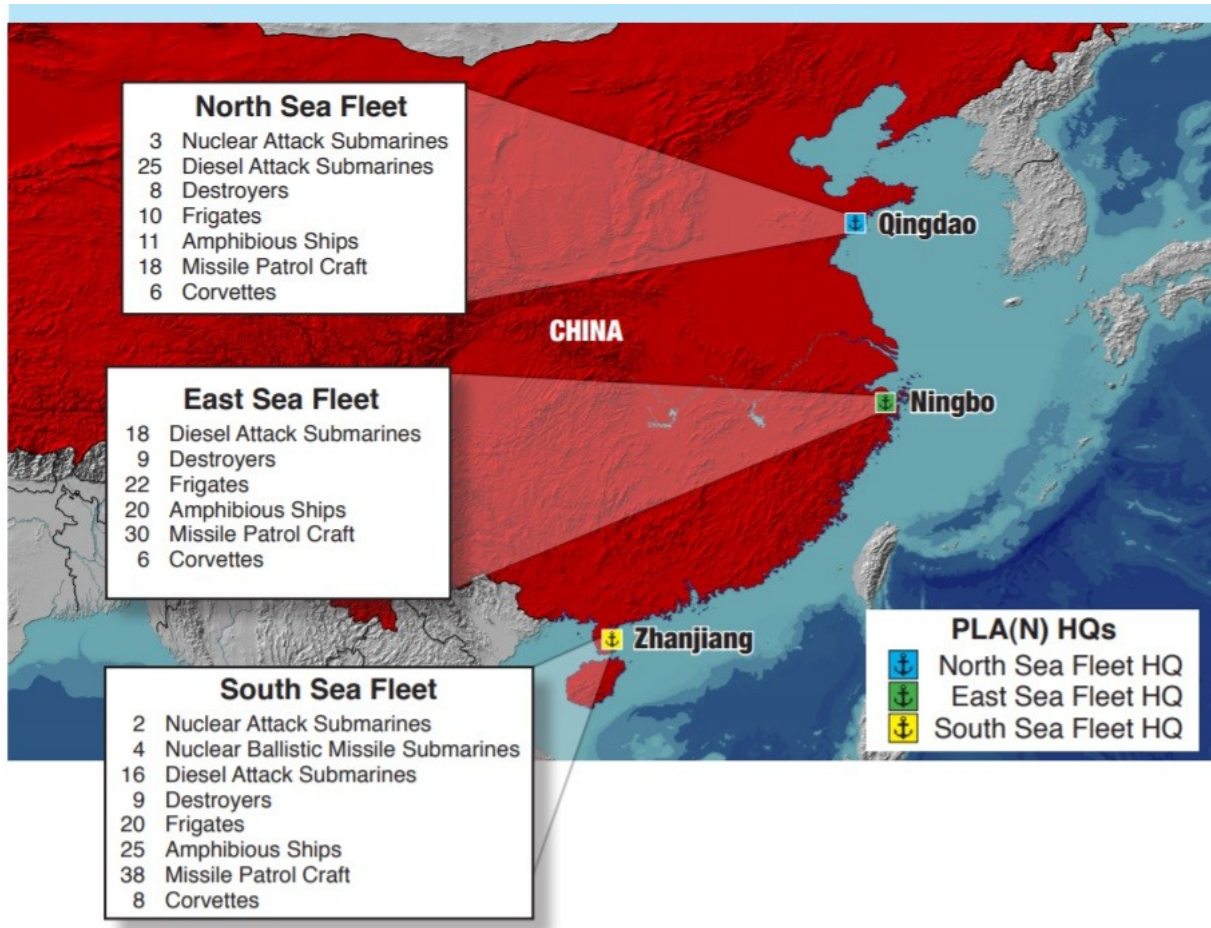 North Sea Fleet
3 Nuclear Attack Submarines
25 Diesel Attack Submarines
8 Destroyers
10 Frigates
11 Amphibious Ships
18 Missile Patrol Craft
6 Corvettes
Qingdao
CHINA
East Sea Fleet
18 Diesel Attack Submarines
9 Destroyers
22 Frigates
20 Amphibious Ships
30 Missile Patrol Craft
6 Corvettes
Ningbo
Zhanjiang
South Sea Fleet
2 Nuclear Attack Submarines
4 Nuclear Ballistic Missile Submarines
16 Diesel Attack Submarines
9 Destroyers
20 Frigates
25 Amphibious Ships
38 Missile Patrol Craft
8 Corvettes
PLA(N) HQs
North Sea Fleet HQ
East Sea Fleet HQ
South Sea Fleet HQ